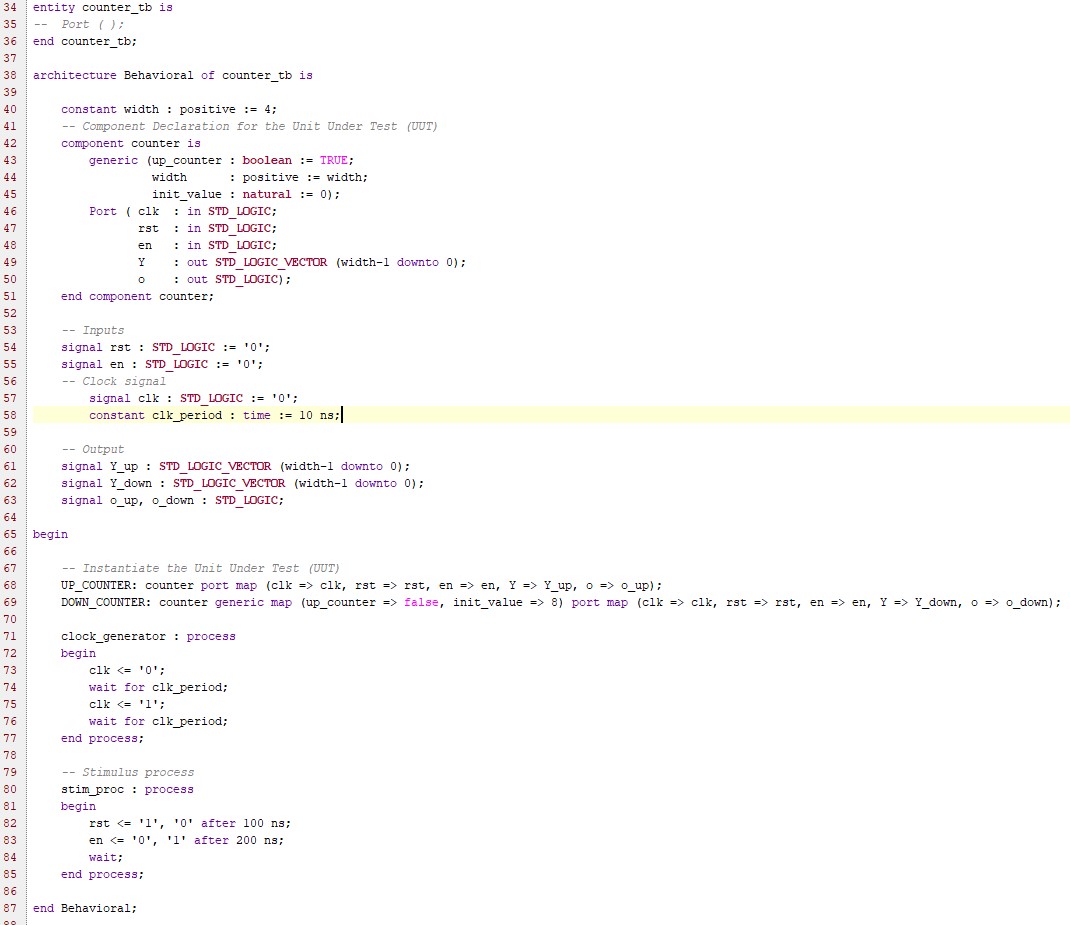 34 entity counter_tb is
35 --  Port ( );
36 end counter_tb;
37
38 architecture Behavioral of counter_tb is
39
40     constant width : positive := 4;
41     -- Component Declaration for the Unit Under Test (UUT)
42     component counter is
43         generic (up_counter : boolean := TRUE;
44                  width      : positive := width;
45                  init_value : natural := 0);
46         Port ( clk  : in STD_LOGIC;
47                rst  : in STD_LOGIC;
48                en   : in STD_LOGIC;
49                Y    : out STD_LOGIC_VECTOR (width-1 downto 0);
50                o    : out STD_LOGIC);
51     end component counter;
52
53     -- Inputs
54     signal rst : STD_LOGIC := '0';
55     signal en : STD_LOGIC := '0';
56     -- Clock signal
57         signal clk : STD_LOGIC := '0';
58         constant clk_period : time := 10 ns;
59
60     -- Output
61     signal Y_up : STD_LOGIC_VECTOR (width-1 downto 0);
62     signal Y_down : STD_LOGIC_VECTOR (width-1 downto 0);
63     signal o_up, o_down : STD_LOGIC;
64
65 begin
66
67     -- Instantiate the Unit Under Test (UUT)
68     UP_COUNTER: counter port map (clk => clk, rst => rst, en => en, Y => Y_up, o => o_up);
69     DOWN_COUNTER: counter generic map (up_counter => false, init_value => 8) port map (clk => clk, rst => rst, en => en, Y => Y_down, o => o_down);
70
71     clock_generator : process
72     begin
73         clk <= '0';
74         wait for clk_period;
75         clk <= '1';
76         wait for clk_period;
77     end process;
78
79     -- Stimulus process
80     stim_proc : process
81     begin
82         rst <= '1', '0' after 100 ns;
83         en <= '0', '1' after 200 ns;
84         wait;
85     end process;
86
87 end Behavioral;
88